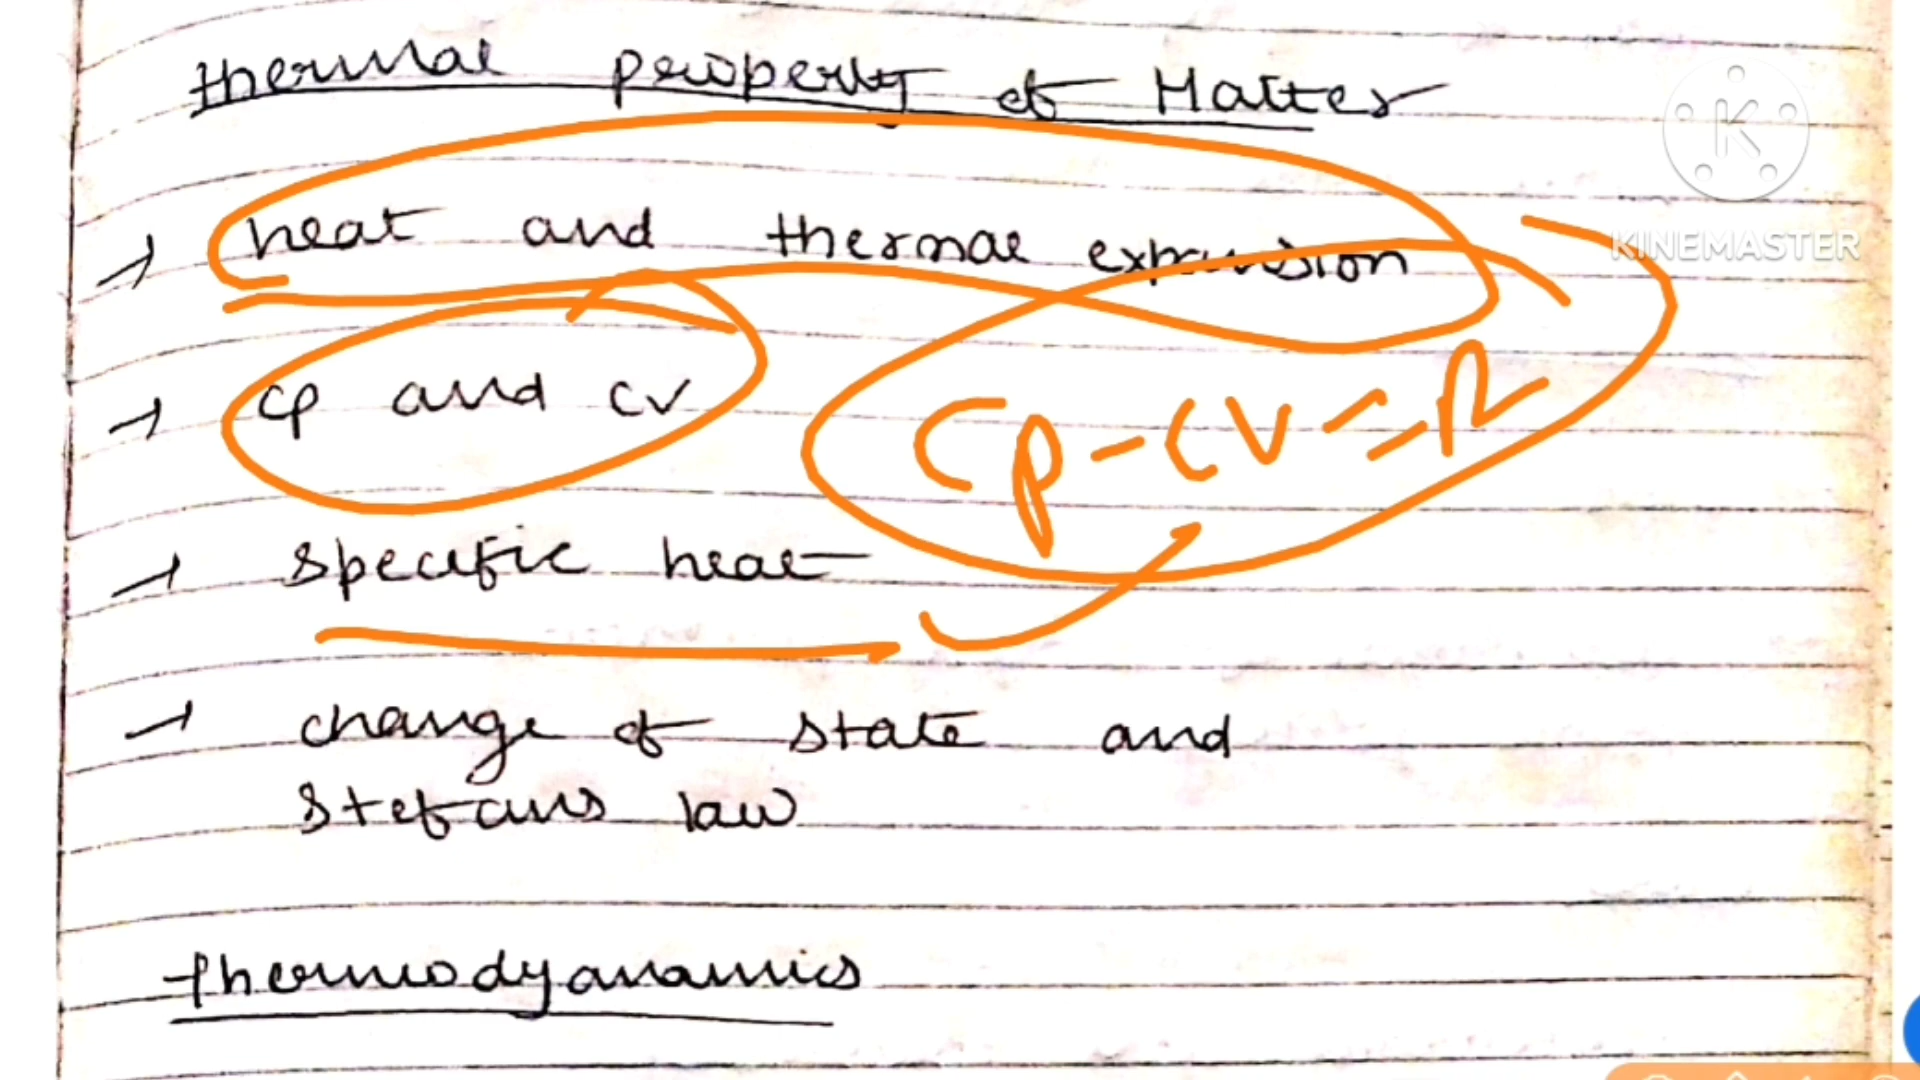 thermal property of Matter
→ heat and thermal expansion
→ cp and cv
Cp - CV = R
→ specific heat
→ change of state and
stefans law
thermodyanamics
K
KINEMASTER